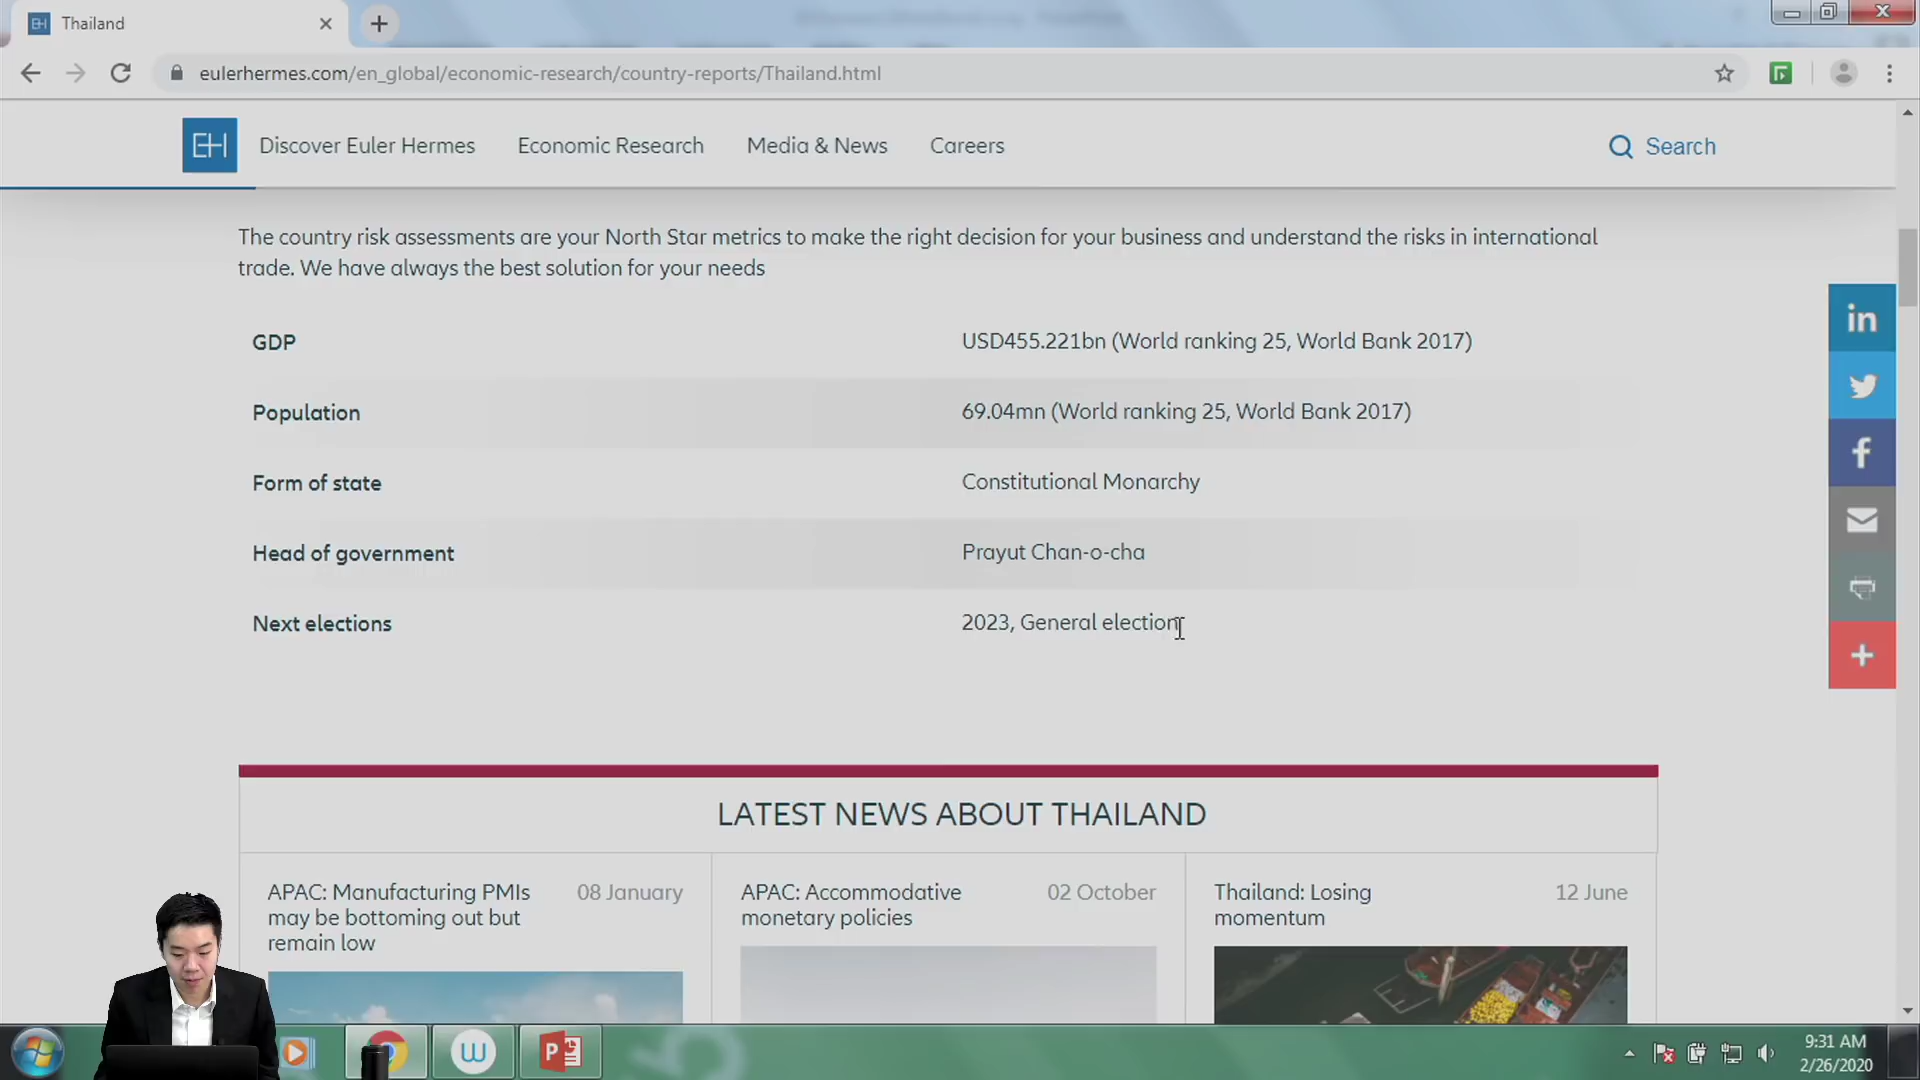 Thailand
eulerhermes.com/en_global/economic-research/country-reports/Thailand.html
EH
Discover Euler Hermes
Economic Research
Media & News
Careers
Search
The country risk assessments are your North Star metrics to make the right decision for your business and understand the risks in international
trade. We have always the best solution for your needs
GDP
USD455.221bn (World ranking 25, World Bank 2017)
Population
69.04mn (World ranking 25, World Bank 2017)
Form of state
Constitutional Monarchy
Head of government
Prayut Chan-o-cha
Next elections
2023, General election
LATEST NEWS ABOUT THAILAND
APAC: Manufacturing PMIs
may be bottoming out but
remain low
08 January
APAC: Accommodative
monetary policies
02 October
Thailand: Losing
momentum
12 June
9:31 AM
2/26/2020